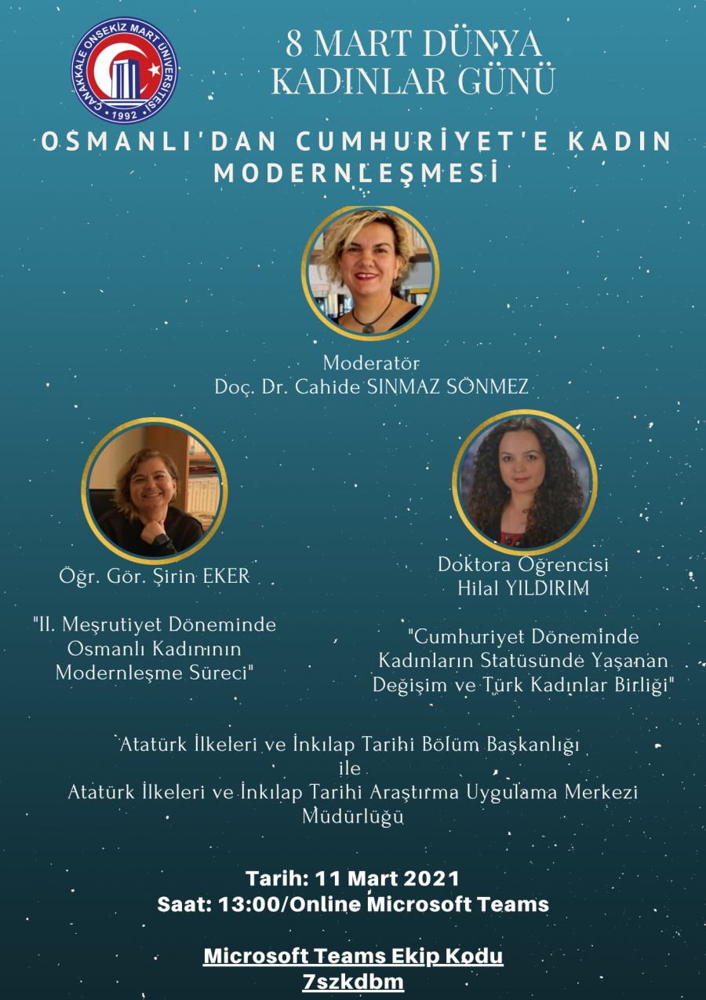 ÇANAKKALE ONSEKİZ MART ÜNİVERSİTESİ
• 1992 •
8 MART DÜNYA
KADINLAR GÜNÜ
OSMANLI'DAN CUMHURİYET'E KADIN
MODERNLEŞMESİ
Moderatör
Doç. Dr. Cahide SINMAZ SÖNMEZ
Öğr. Gör. Şirin EKER
"II. Meşrutiyet Döneminde
Osmanlı Kadınının
Modernleşme Süreci"
Doktora Öğrencisi
Hilal YILDIRIM
"Cumhuriyet Döneminde
Kadınların Statüsünde Yaşanan
Değişim ve Türk Kadınlar Birliği"
Atatürk İlkeleri ve İnkılap Tarihi Bölüm Başkanlığı
ile
Atatürk İlkeleri ve İnkılap Tarihi Araştırma Uygulama Merkezi
Müdürlüğü
Tarih: 11 Mart 2021
Saat: 13:00/Online Microsoft Teams
Microsoft Teams Ekip Kodu
7szkdbm